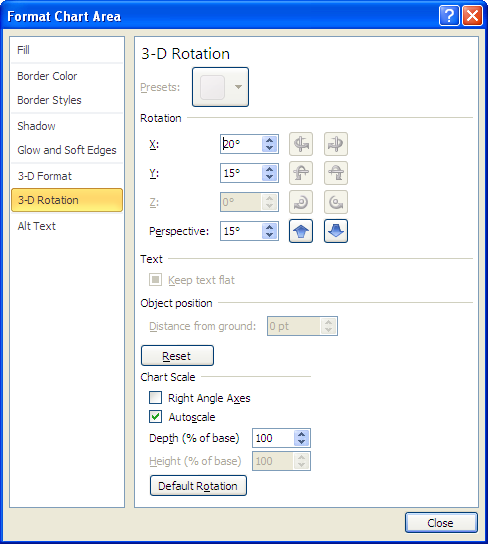 Format Chart Area
Fill
Border Color
Border Styles
Shadow
Glow and Soft Edges
3-D Format
3-D Rotation
Alt Text
3-D Rotation
Presets:
Rotation
X: 20°
Y: 15°
Z: 0°
Perspective: 15°
Text
Keep text flat
Object position
Distance from ground: 0 pt
Reset
Chart Scale
Right Angle Axes
Autoscale
Depth (% of base) 100
Height (% of base) 100
Default Rotation
Close